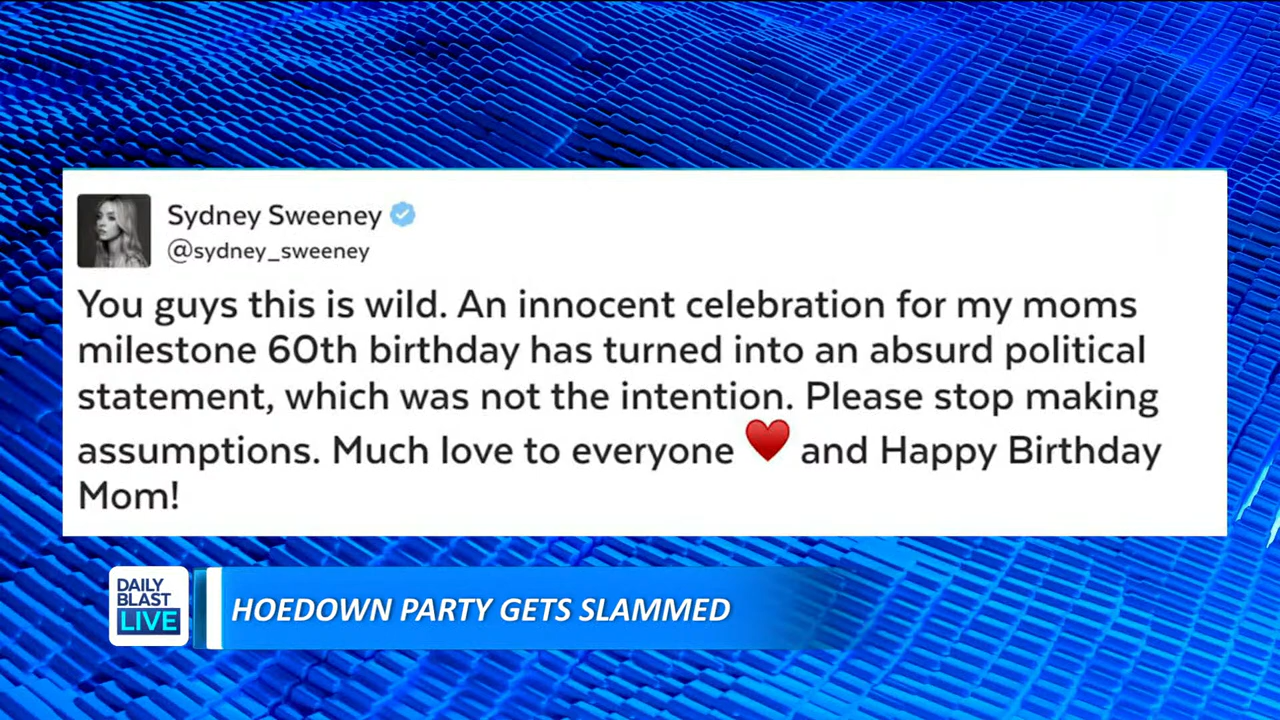 Sydney Sweeney
@sydney_sweeney
You guys this is wild. An innocent celebration for my moms
milestone 60th birthday has turned into an absurd political
statement, which was not the intention. Please stop making
assumptions. Much love to everyone ♥️ and Happy Birthday
Mom!
DAILY
BLAST
LIVE
HOEDOWN PARTY GETS SLAMMED